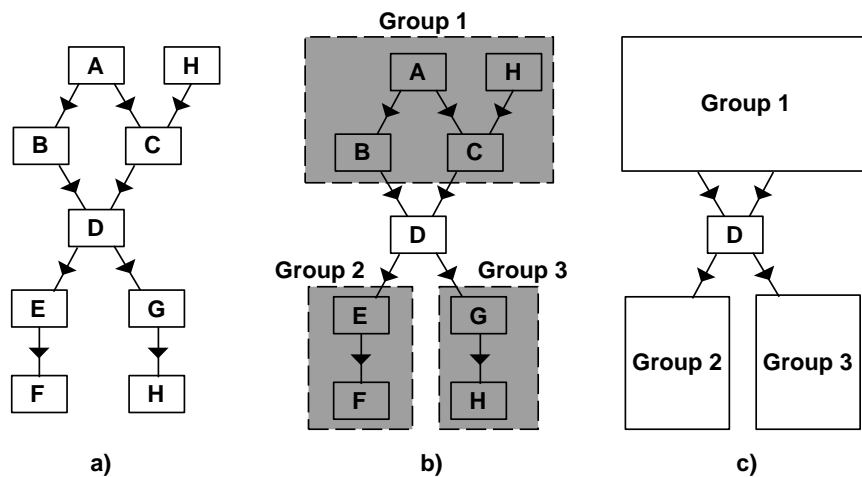 A H
B C
D
E G
F H
a)
Group 1
A H
B C
D
Group 2 Group 3
E G
F H
b)
Group 1
D
Group 2 Group 3
c)